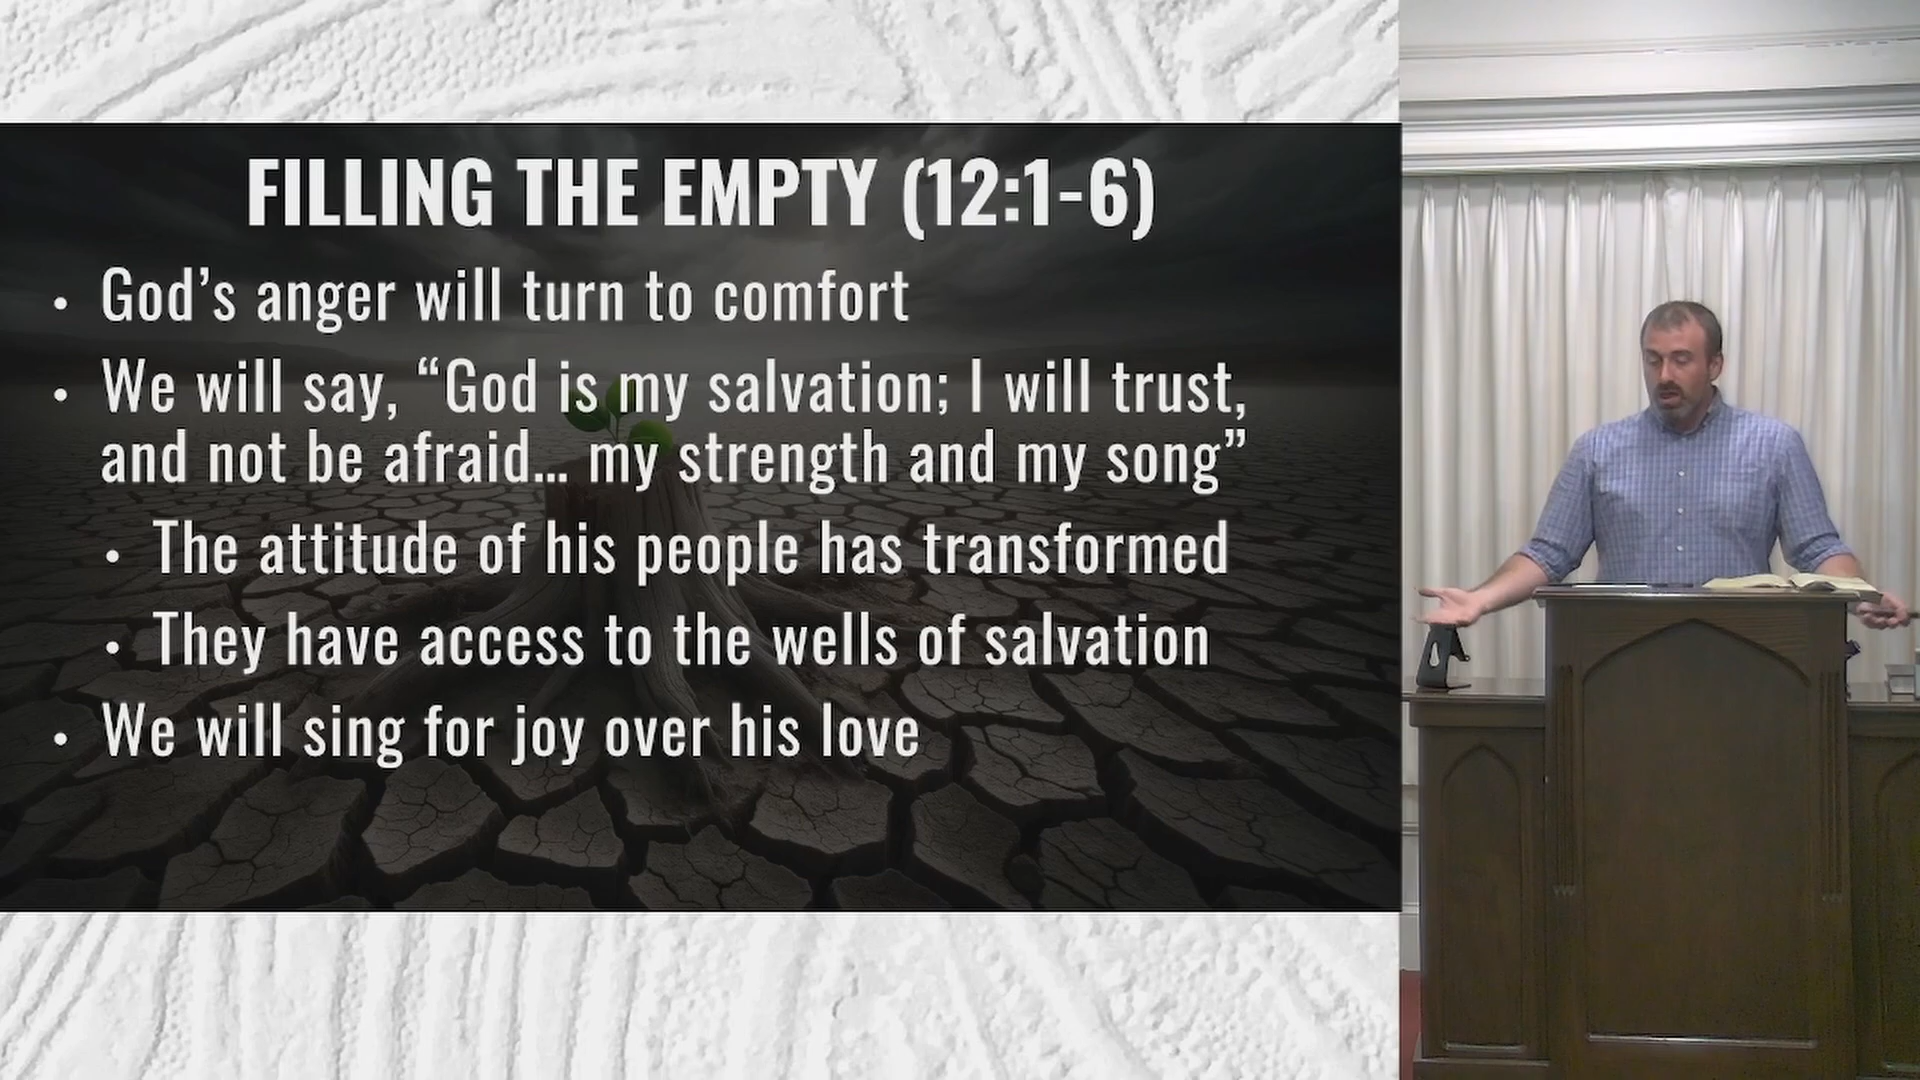 FILLING THE EMPTY (12:1-6)
• God’s anger will turn to comfort
• We will say, “God is my salvation; I will trust,
and not be afraid... my strength and my song”
• The attitude of his people has transformed
• They have access to the wells of salvation
• We will sing for joy over his love